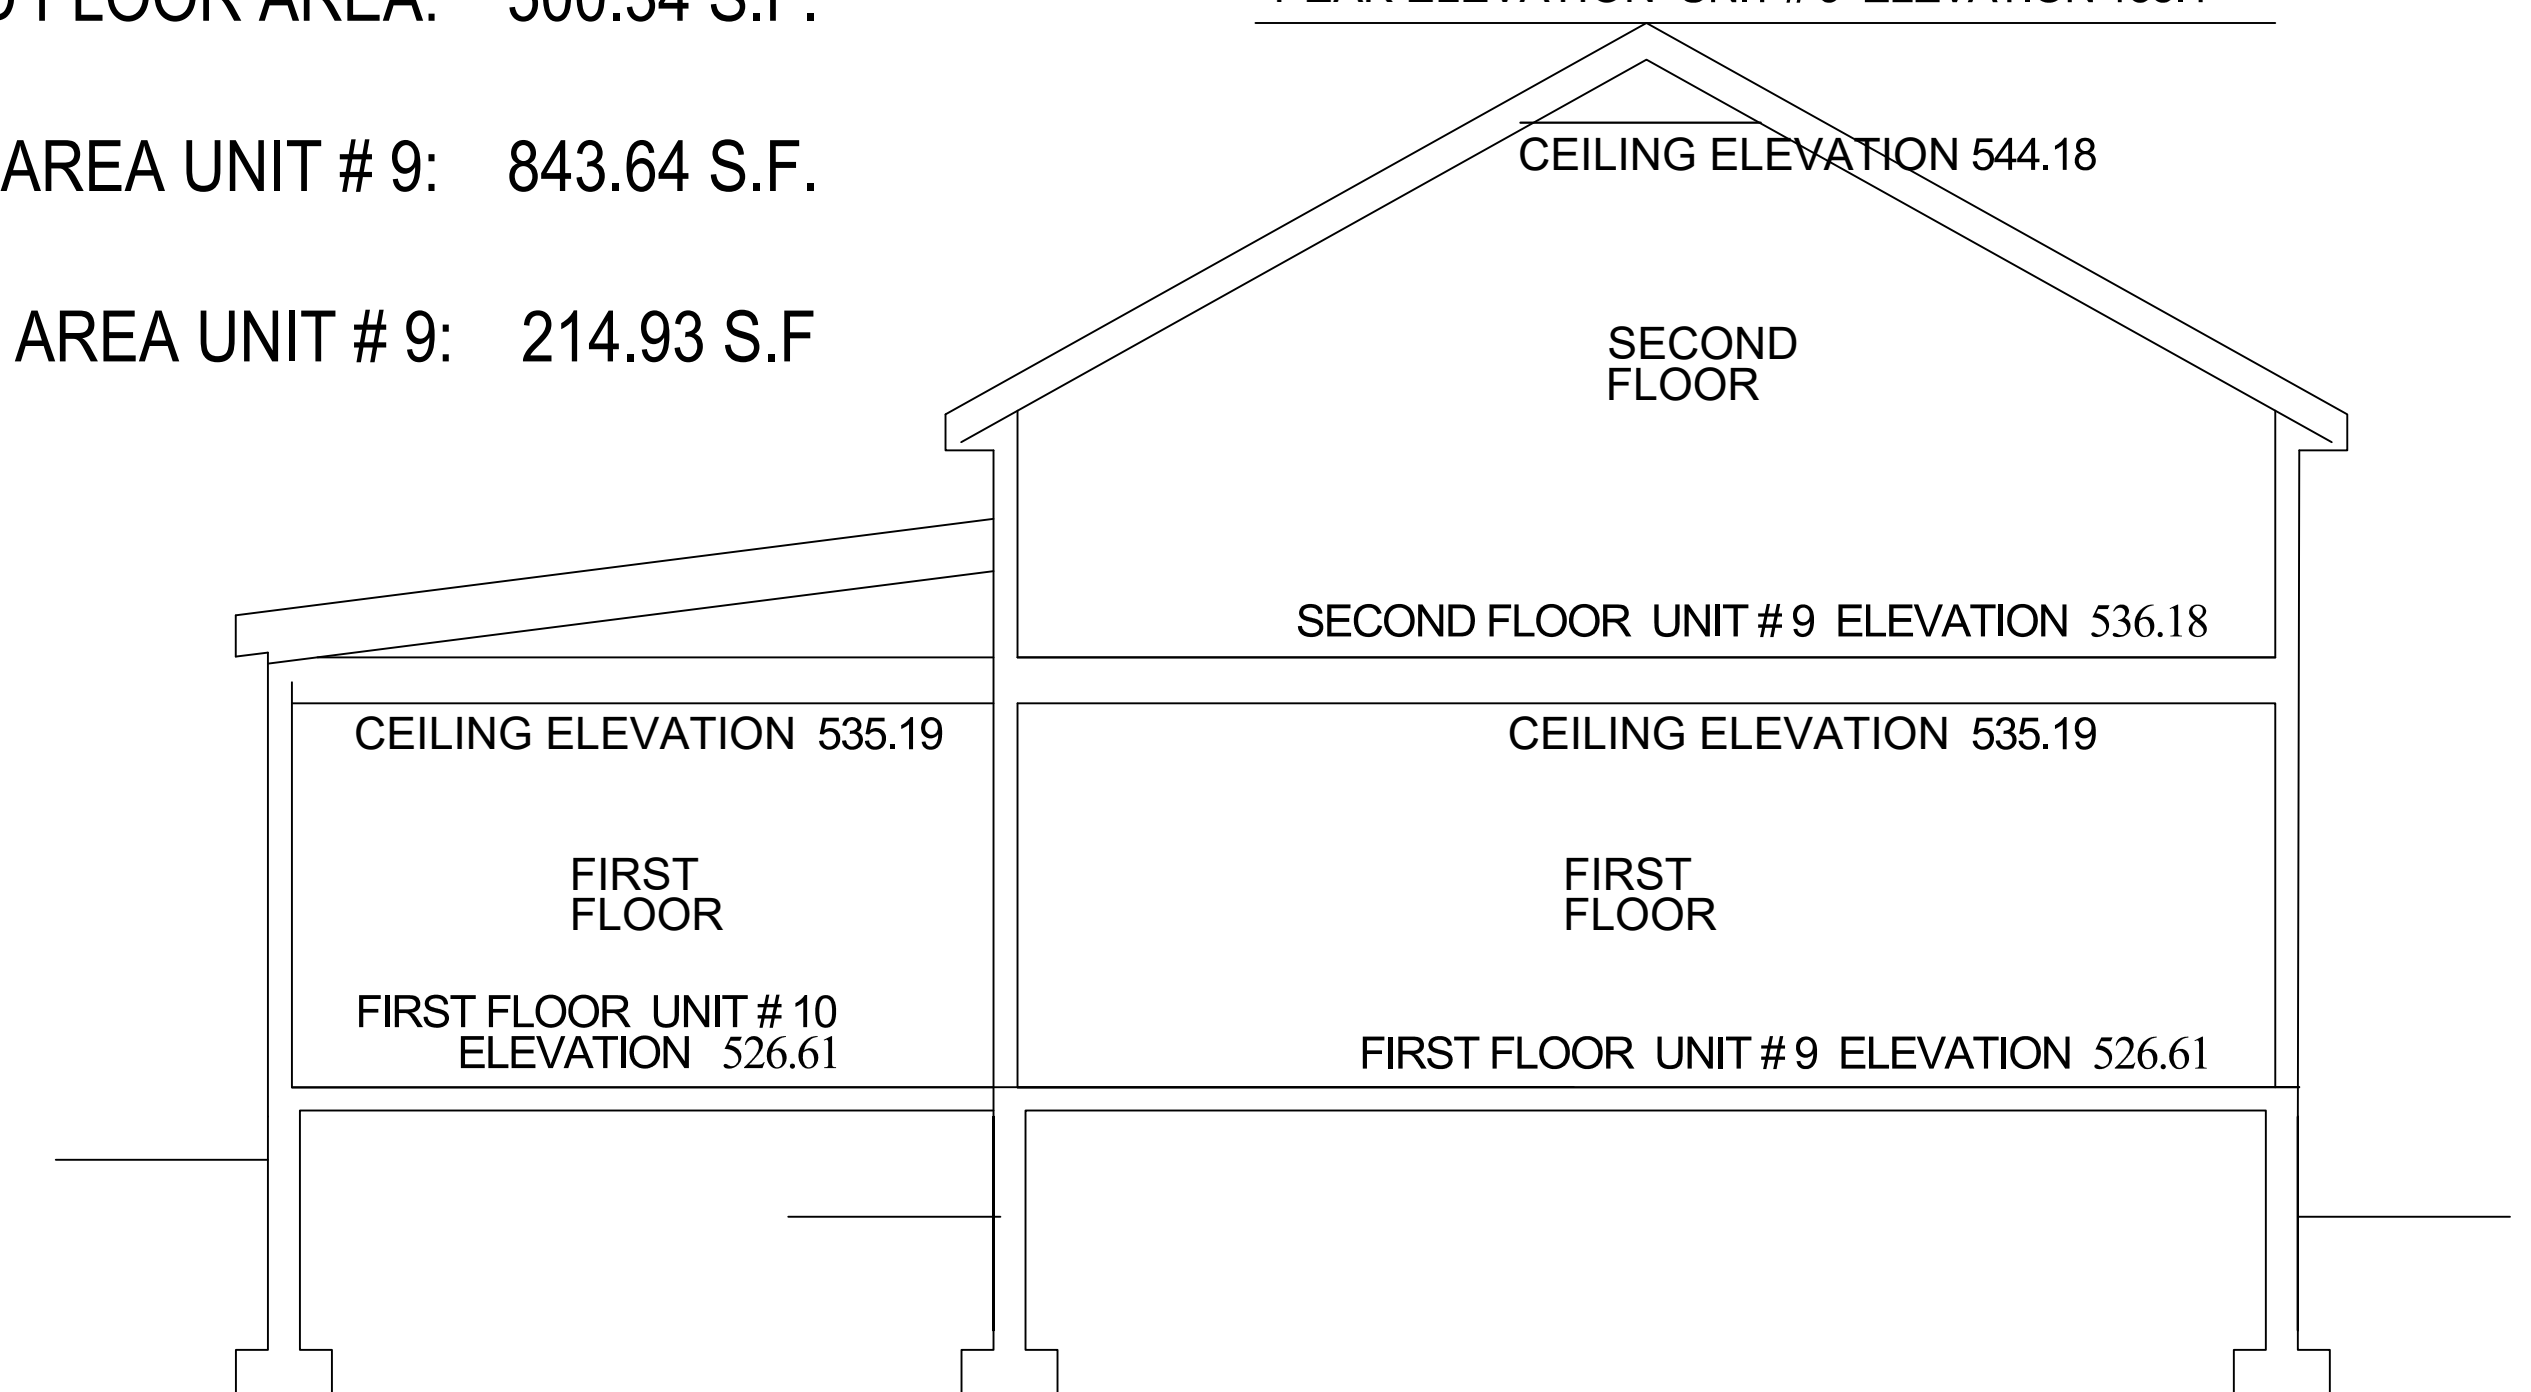 FLOOR AREA:
AREA UNIT # 9: 843.64 S.F.
AREA UNIT # 9: 214.93 S.F
CEILING ELEVATION 544.18
SECOND
FLOOR
SECOND FLOOR UNIT # 9 ELEVATION 536.18
CEILING ELEVATION 535.19
CEILING ELEVATION 535.19
FIRST
FLOOR
FIRST
FLOOR
FIRST FLOOR UNIT # 10
ELEVATION 526.61
FIRST FLOOR UNIT # 9 ELEVATION 526.61